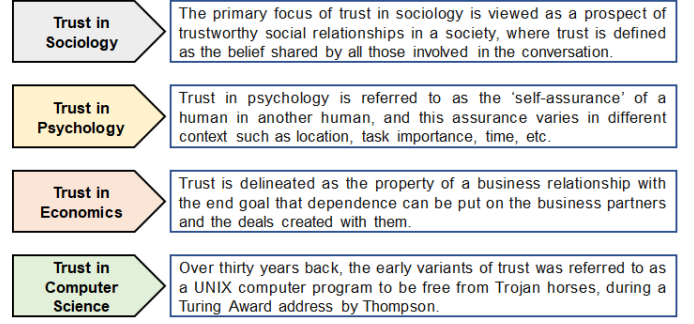 Trust in
Sociology
The primary focus of trust in sociology is viewed as a prospect of
trustworthy social relationships in a society, where trust is defined
as the belief shared by all those involved in the conversation.
Trust in
Psychology
Trust in psychology is referred to as the ‘self-assurance’ of a
human in another human, and this assurance varies in different
context such as location, task importance, time, etc.
Trust in
Economics
Trust is delineated as the property of a business relationship with
the end goal that dependence can be put on the business partners
and the deals created with them.
Trust in
Computer
Science
Over thirty years back, the early variants of trust was referred to as
a UNIX computer program to be free from Trojan horses, during a
Turing Award address by Thompson.